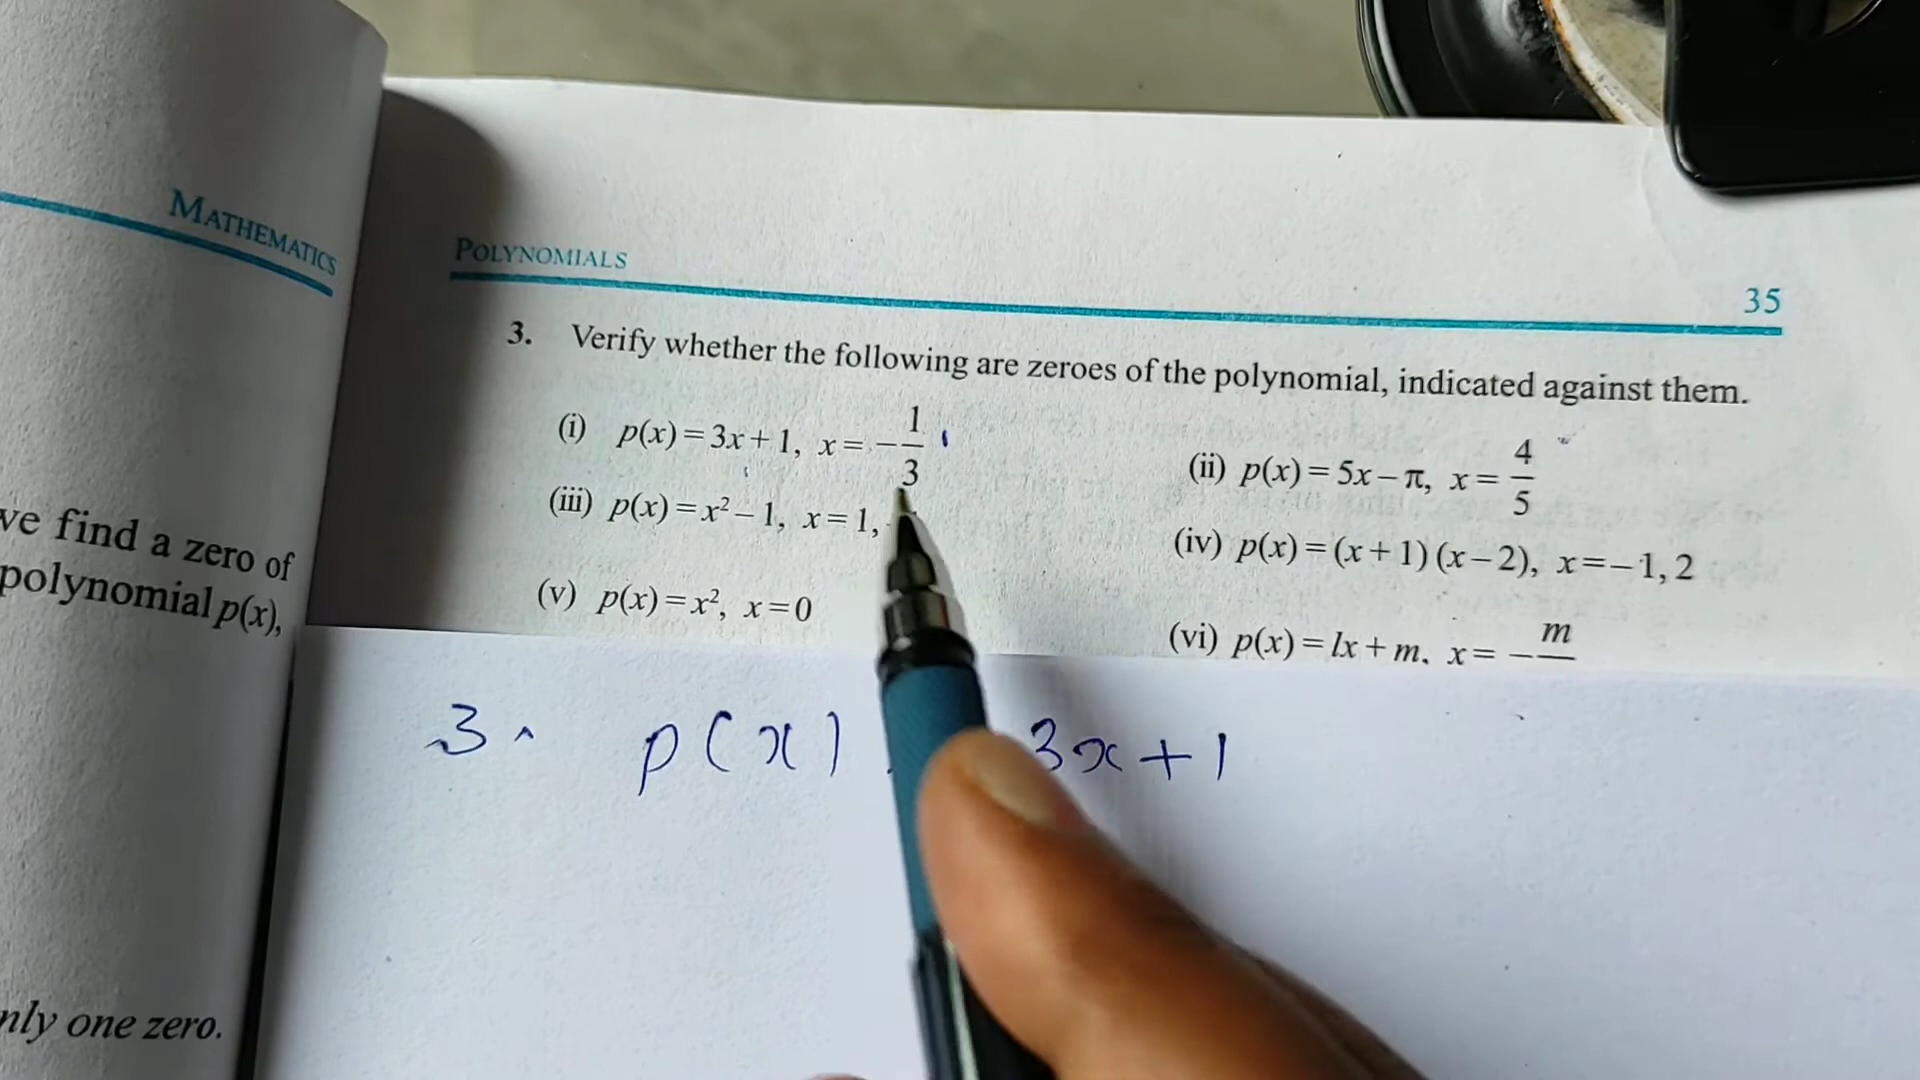 MATHEMATICS
ve find a zero of
polynomial p(x),
nly one zero.
POLYNOMIALS 35
3. Verify whether the following are zeroes of the polynomial, indicated against them.
(i) p(x) = 3x + 1, x = -1/3
(ii) p(x) = 5x – π, x = 4/5
(iii) p(x) = x² – 1, x = 1,
(iv) p(x) = (x + 1) (x – 2), x = – 1, 2
(v) p(x) = x², x = 0
(vi) p(x) = lx + m, x = – m
3. p(x) 3x + 1